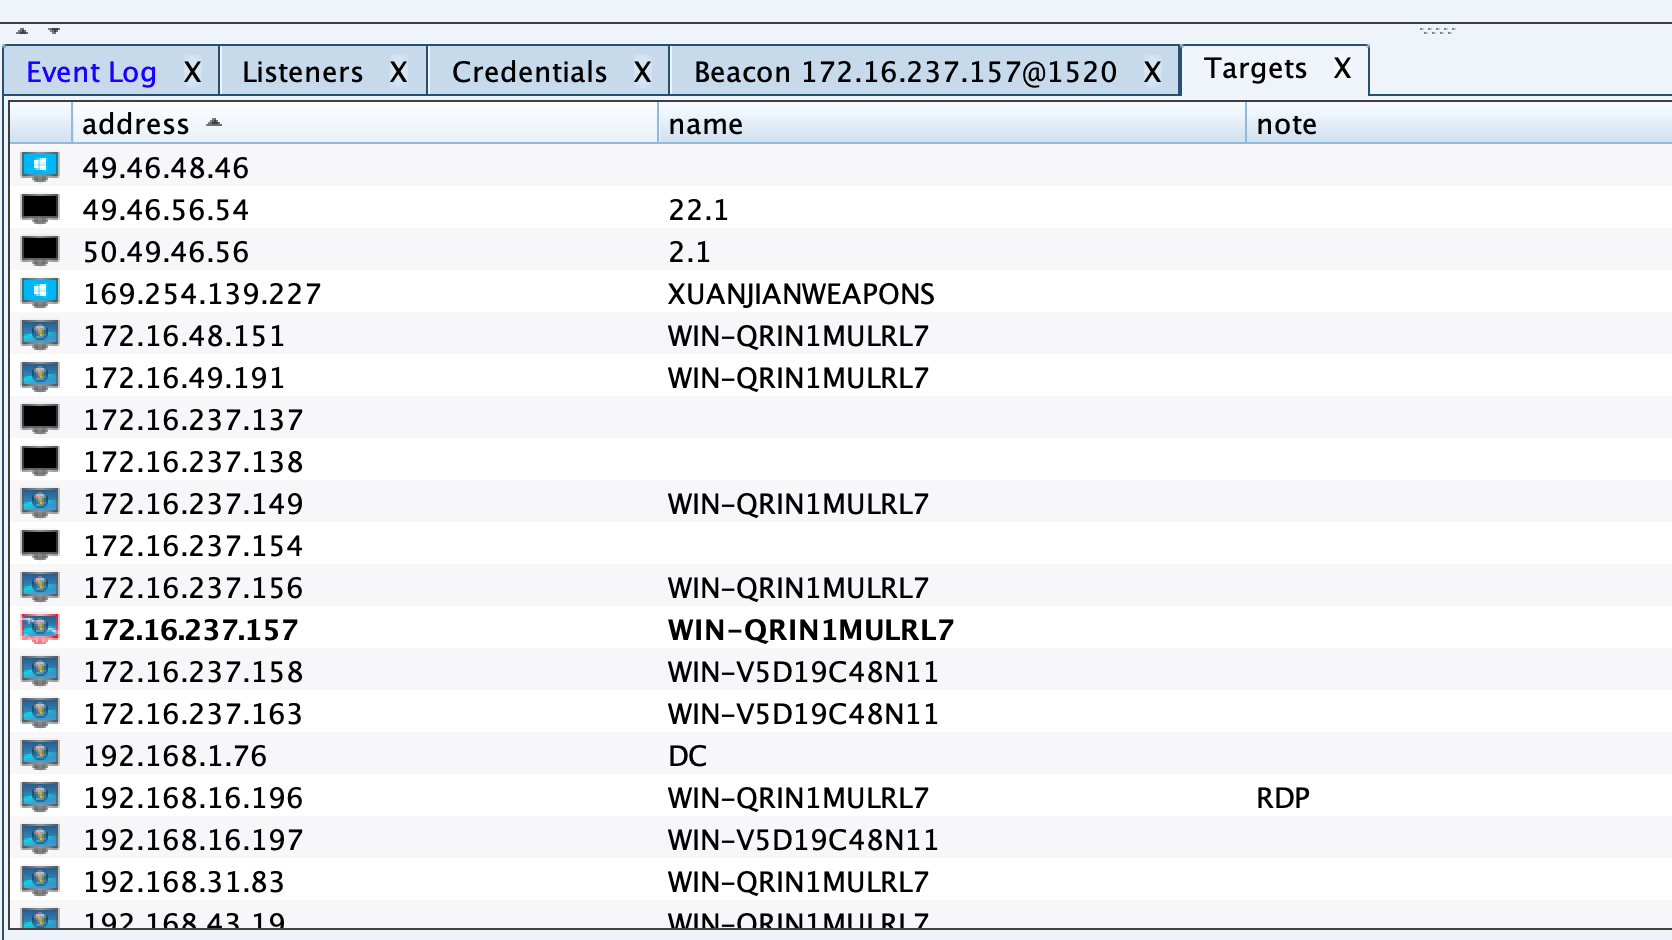 Event Log X Listeners X Credentials X Beacon 172.16.237.157@1520 X Targets X
address name note
49.46.48.46
49.46.56.54 22.1
50.49.46.56 2.1
169.254.139.227 XUANJIANWEAPONS
172.16.48.151 WIN-QRIN1MULRL7
172.16.49.191 WIN-QRIN1MULRL7
172.16.237.137
172.16.237.138
172.16.237.149 WIN-QRIN1MULRL7
172.16.237.154
172.16.237.156 WIN-QRIN1MULRL7
172.16.237.157 WIN-QRIN1MULRL7
172.16.237.158 WIN-V5D19C48N11
172.16.237.163 WIN-V5D19C48N11
192.168.1.76 DC
192.168.16.196 WIN-QRIN1MULRL7 RDP
192.168.16.197 WIN-V5D19C48N11
192.168.31.83 WIN-QRIN1MULRL7
192.168.43.19 WIN-QRIN1MULRL7